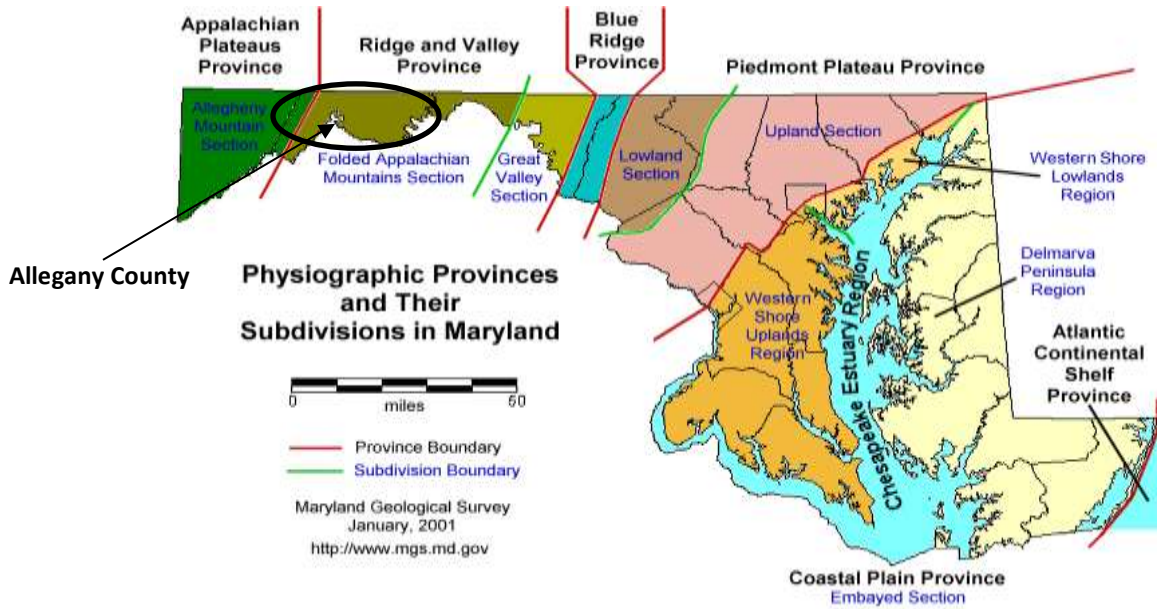 Appalachian
Plateaus
Province
Ridge and Valley
Province
Blue
Ridge
Province
Piedmont Plateau Province
Allegheny
Mountain
Section
Folded Appalachian
Mountains Section
Great
Valley
Section
Lowland
Section
Upland Section
Western Shore
Lowlands
Region
Allegany County
Delmarva
Peninsula
Region
Western
Shore
Uplands
Region
Chesapeake Estuary Region
Atlantic
Continental
Shelf
Province
Physiographic Provinces
and Their
Subdivisions in Maryland
0 50
miles
Province Boundary
Subdivision Boundary
Maryland Geological Survey
January, 2001
http://www.mgs.md.gov
Coastal Plain Province
Embayed Section